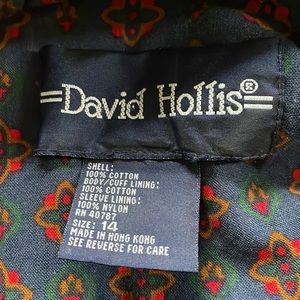 David Hollis®
SHELL:
100% COTTON
BODY/CUFF LINING:
100% COTTON
SLEEVE LINING:
100% NYLON
RN 40787
SIZE: 14
MADE IN HONG KONG
SEE REVERSE FOR CARE